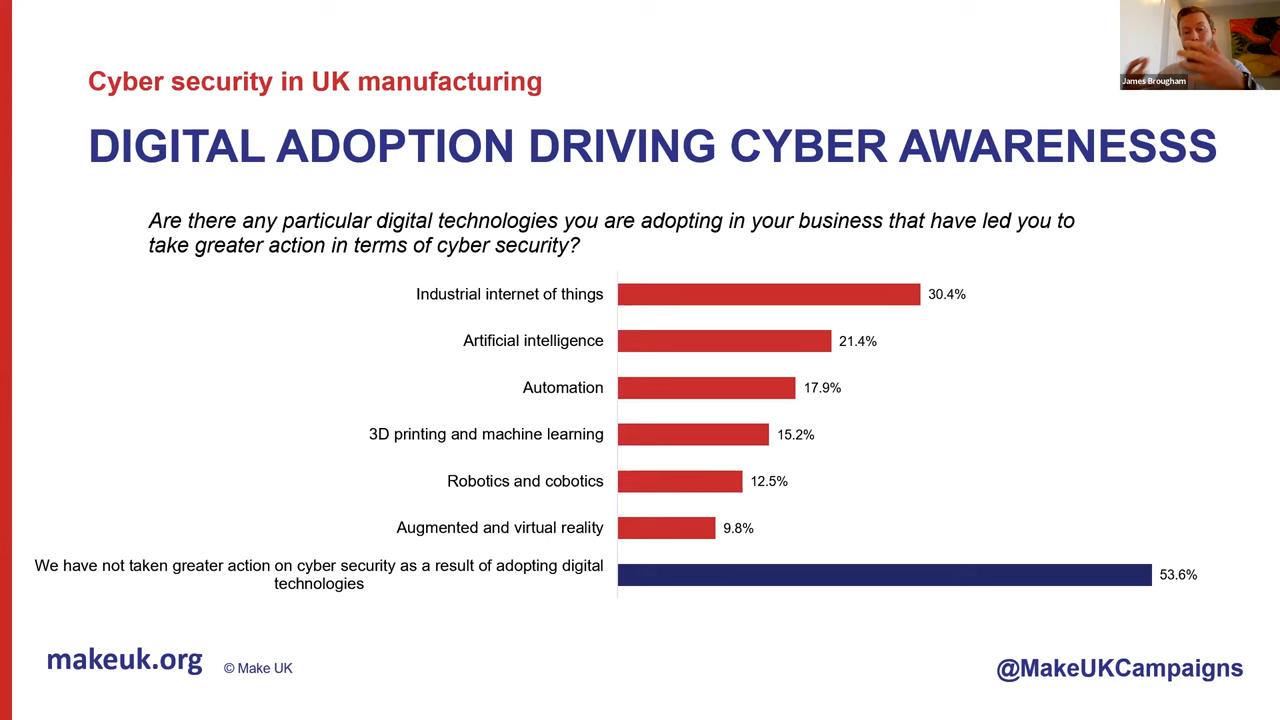 James Brougham
Cyber security in UK manufacturing
DIGITAL ADOPTION DRIVING CYBER AWARENESSS
Are there any particular digital technologies you are adopting in your business that have led you to
take greater action in terms of cyber security?
Industrial internet of things 30.4%
Artificial intelligence 21.4%
Automation 17.9%
3D printing and machine learning 15.2%
Robotics and cobotics 12.5%
Augmented and virtual reality 9.8%
We have not taken greater action on cyber security as a result of adopting digital
technologies 53.6%
makeuk.org © Make UK @MakeUKCampaigns